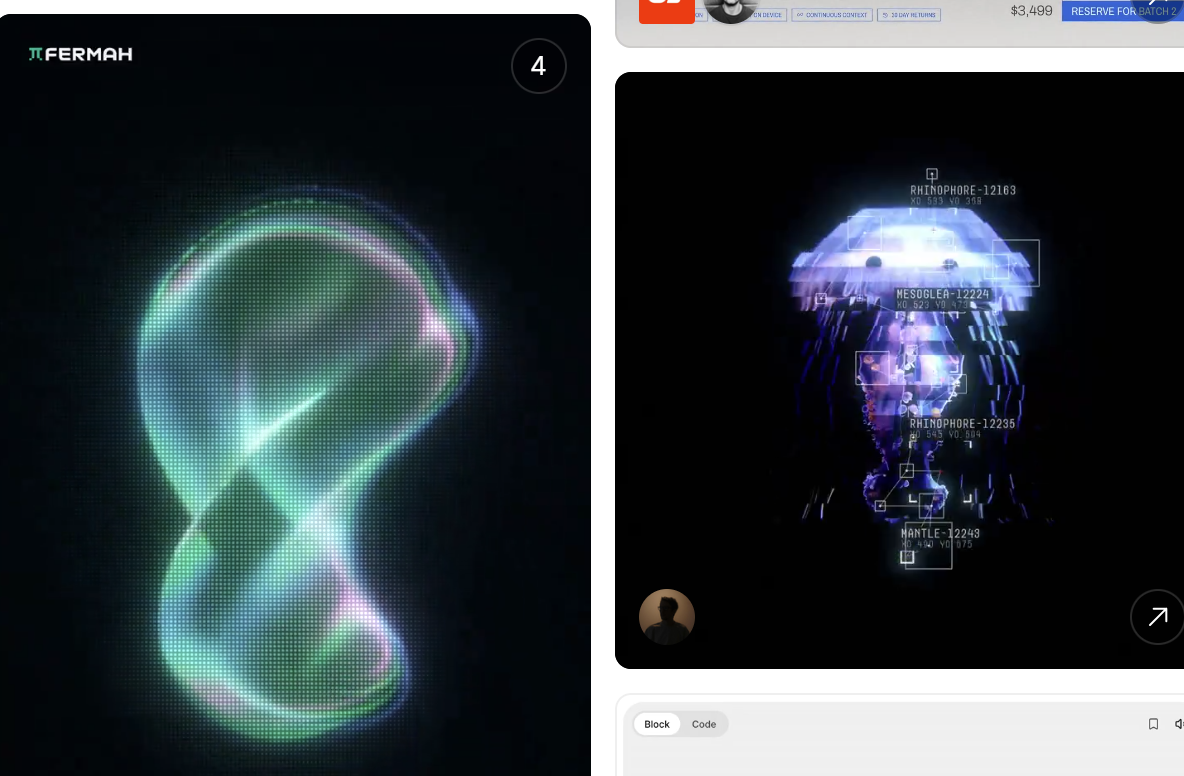 πFERMAH
4
ON DEVICE
CONTINUOUS CONTEXT
30 DAY RETURNS
$3,499
RESERVE FOR BATCH 2
RHINOPHORE-12163
MESOGLEA-12224
RHINOPHORE-12235
MANTLE-12243
Block
Code